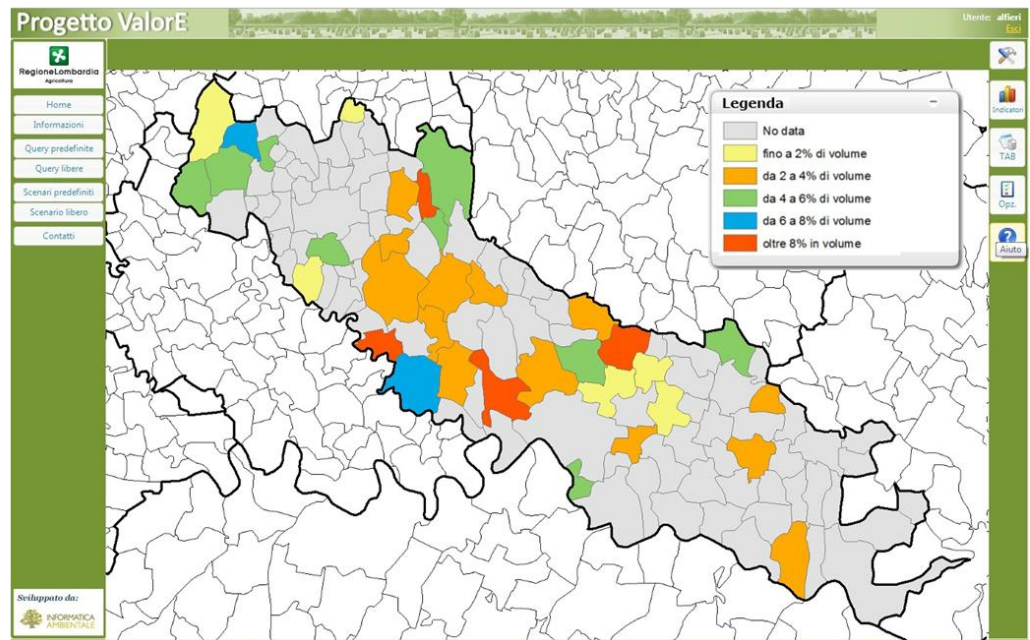 Progetto ValorE
Utente: alfieri
Esci
RegioneLombardia
Agricoltura
Home
Informazioni
Query predefinite
Query libere
Scenari predefiniti
Scenario libero
Contatti
Legenda
No data
fino a 2% di volume
da 2 a 4% di volume
da 4 a 6% di volume
da 6 a 8% di volume
oltre 8% in volume
Indicatori
TAB
Opz.
Aiuto
Sviluppato da:
INFORMATICA
AMBIENTALE